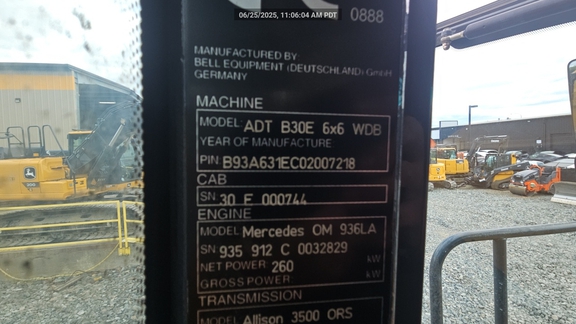 06/25/2025, 11:06:04 AM PDT
0888
MANUFACTURED BY
BELL EQUIPMENT (DEUTSCHLAND) GmbH
GERMANY
MACHINE
MODEL: ADT B30E 6x6 WDB
YEAR OF MANUFACTURE
PIN: B93A631EC02007218
CAB
SN 30 F 000744
ENGINE
MODEL Mercedes OM 936LA
SN 935 912 C 0032829
NET POWER 260 kW
GROSS POWER kW
TRANSMISSION
MODEL Allison 3500 ORS